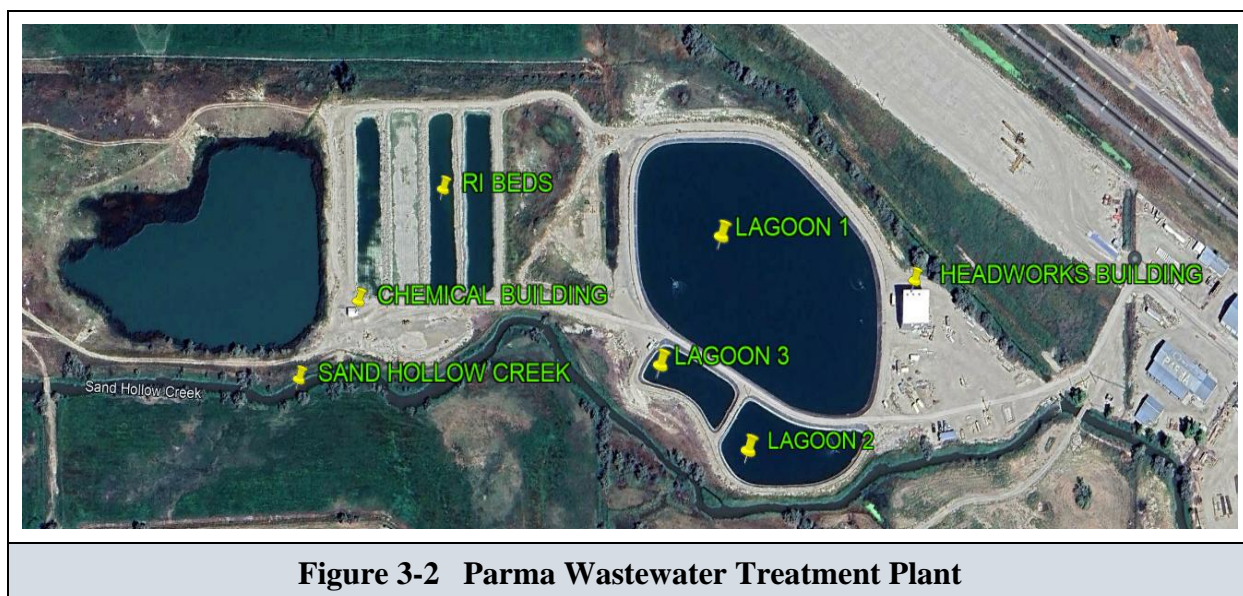 RI BEDS
LAGOON 1
HEADWORKS BUILDING
CHEMICAL BUILDING
LAGOON 3
SAND HOLLOW CREEK
Sand Hollow Creek
LAGOON 2
PARMA
Figure 3-2 Parma Wastewater Treatment Plant